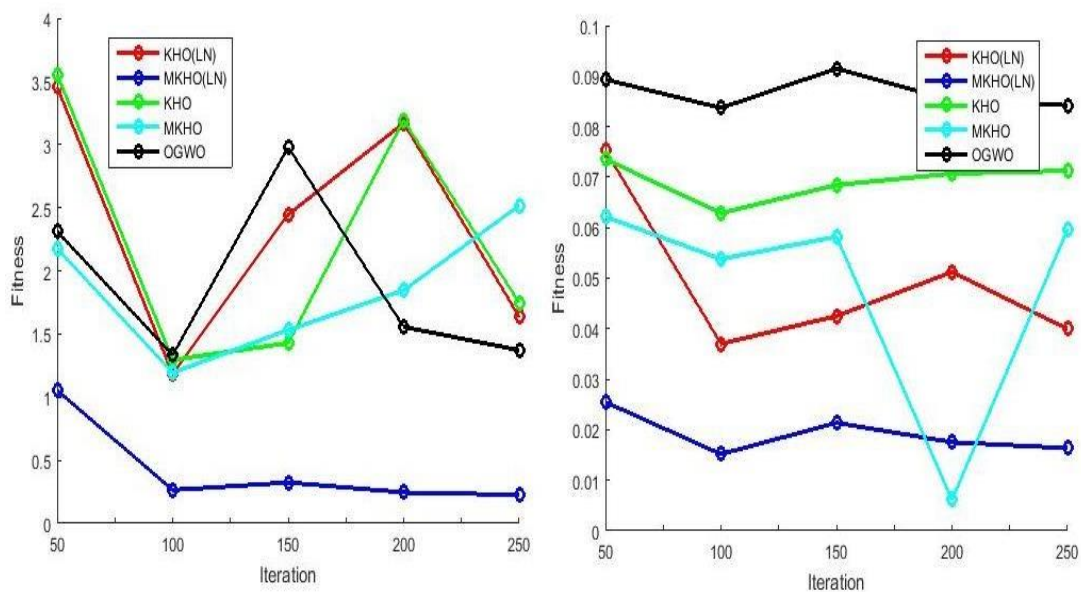 4
3.5
3
2.5
2
1.5
1
0.5
0
Fitness
50 100 150 200 250
Iteration
KHO(LN)
MKHO(LN)
KHO
MKHO
OGWO
0.1
0.09
0.08
0.07
0.06
0.05
0.04
0.03
0.02
0.01
0
Fitness
50 100 150 200 250
Iteration
KHO(LN)
MKHO(LN)
KHO
MKHO
OGWO